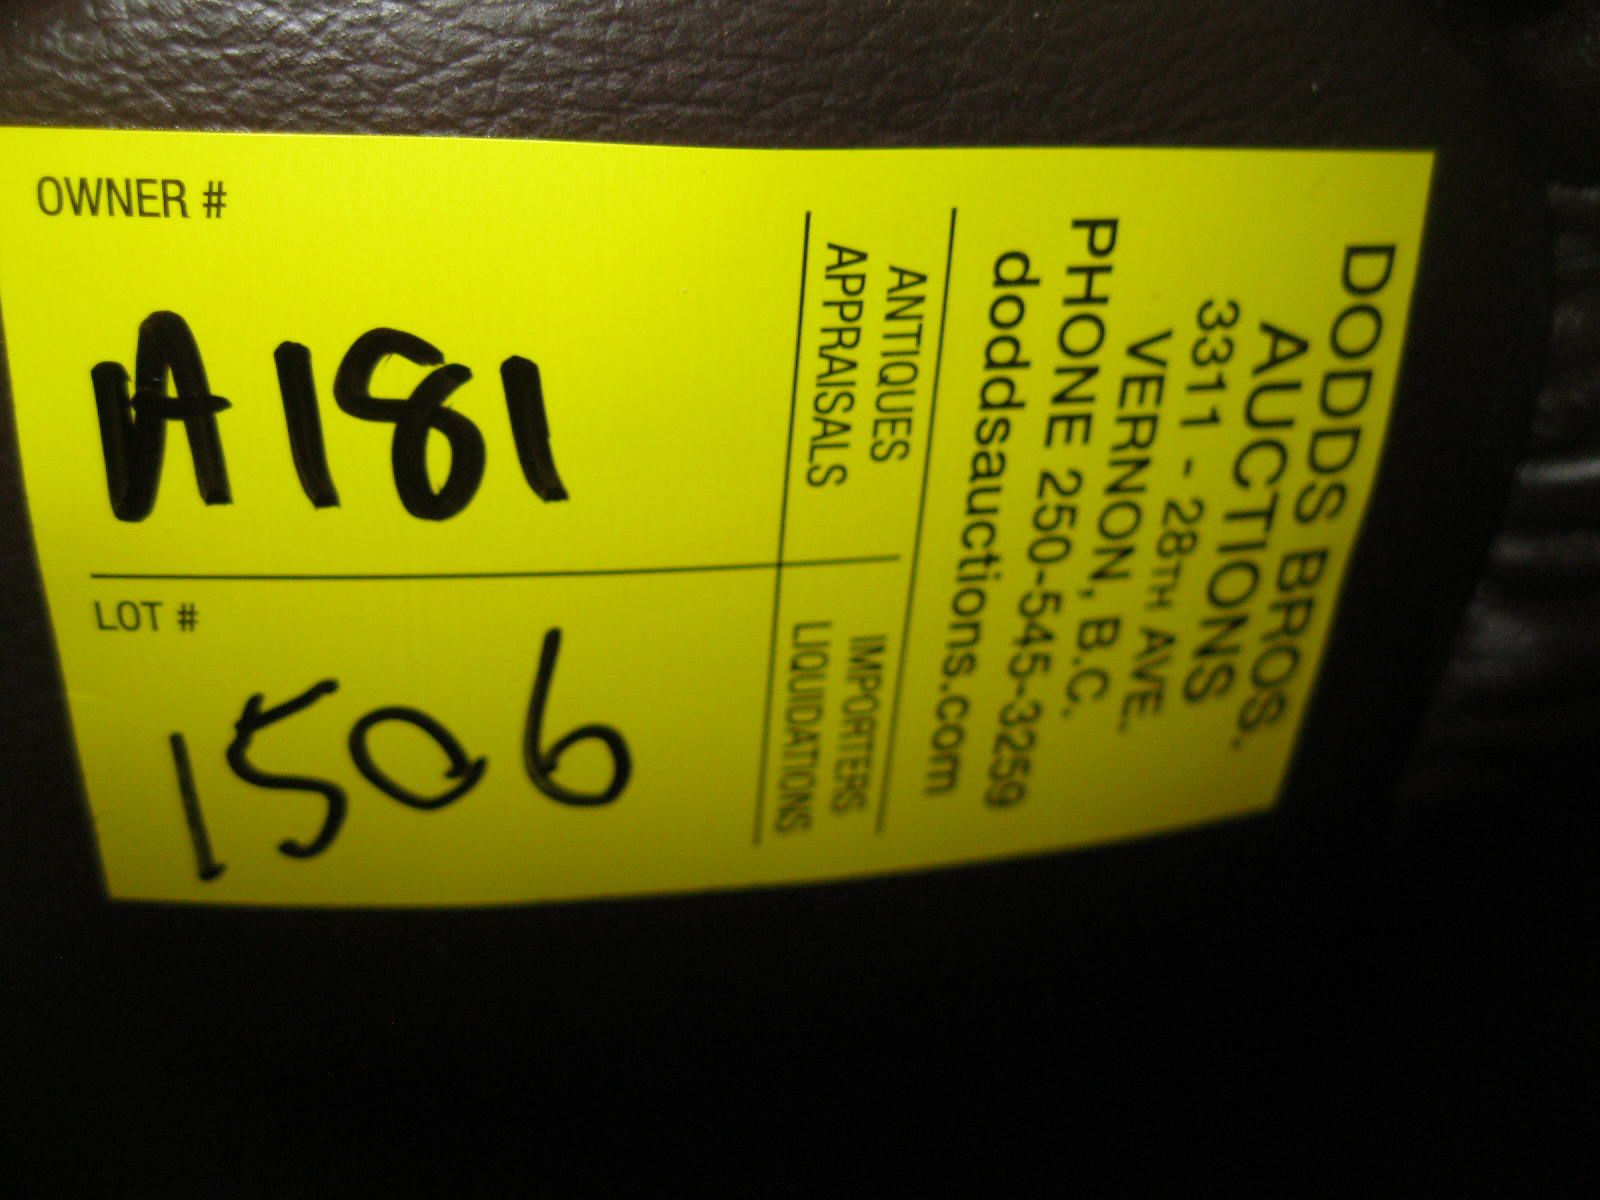 OWNER #
A181
LOT #
1506
DODDS BROS.
AUCTIONS
3311 - 28TH AVE.
VERNON, B.C.
PHONE 250-545-3259
doddsauctions.com
ANTIQUES
APPRAISALS
IMPORTERS
LIQUIDATIONS